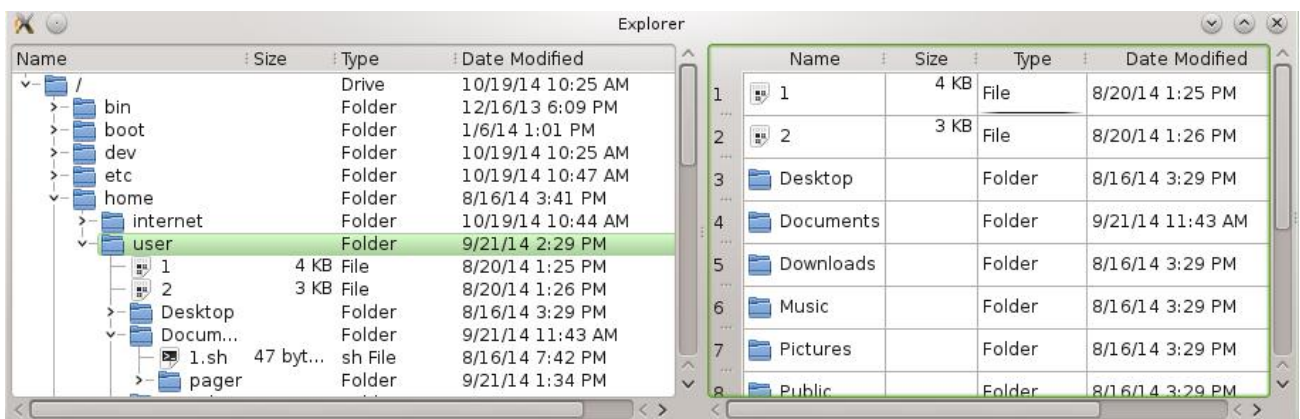 Explorer
Name Size Type Date Modified
/ Drive 10/19/14 10:25 AM
bin Folder 12/16/13 6:09 PM
boot Folder 1/6/14 1:01 PM
dev Folder 10/19/14 10:25 AM
etc Folder 10/19/14 10:47 AM
home Folder 8/16/14 3:41 PM
internet Folder 10/19/14 10:44 AM
user Folder 9/21/14 2:29 PM
1 4 KB File 8/20/14 1:25 PM
2 3 KB File 8/20/14 1:26 PM
Desktop Folder 8/16/14 3:29 PM
Docum... Folder 9/21/14 11:43 AM
1.sh 47 byt... sh File 8/16/14 7:42 PM
pager Folder 9/21/14 1:34 PM
Name Size Type Date Modified
1 1 4 KB File 8/20/14 1:25 PM
2 2 3 KB File 8/20/14 1:26 PM
3 Desktop Folder 8/16/14 3:29 PM
4 Documents Folder 9/21/14 11:43 AM
5 Downloads Folder 8/16/14 3:29 PM
6 Music Folder 8/16/14 3:29 PM
7 Pictures Folder 8/16/14 3:29 PM
8 Public Folder 8/16/14 3:29 PM